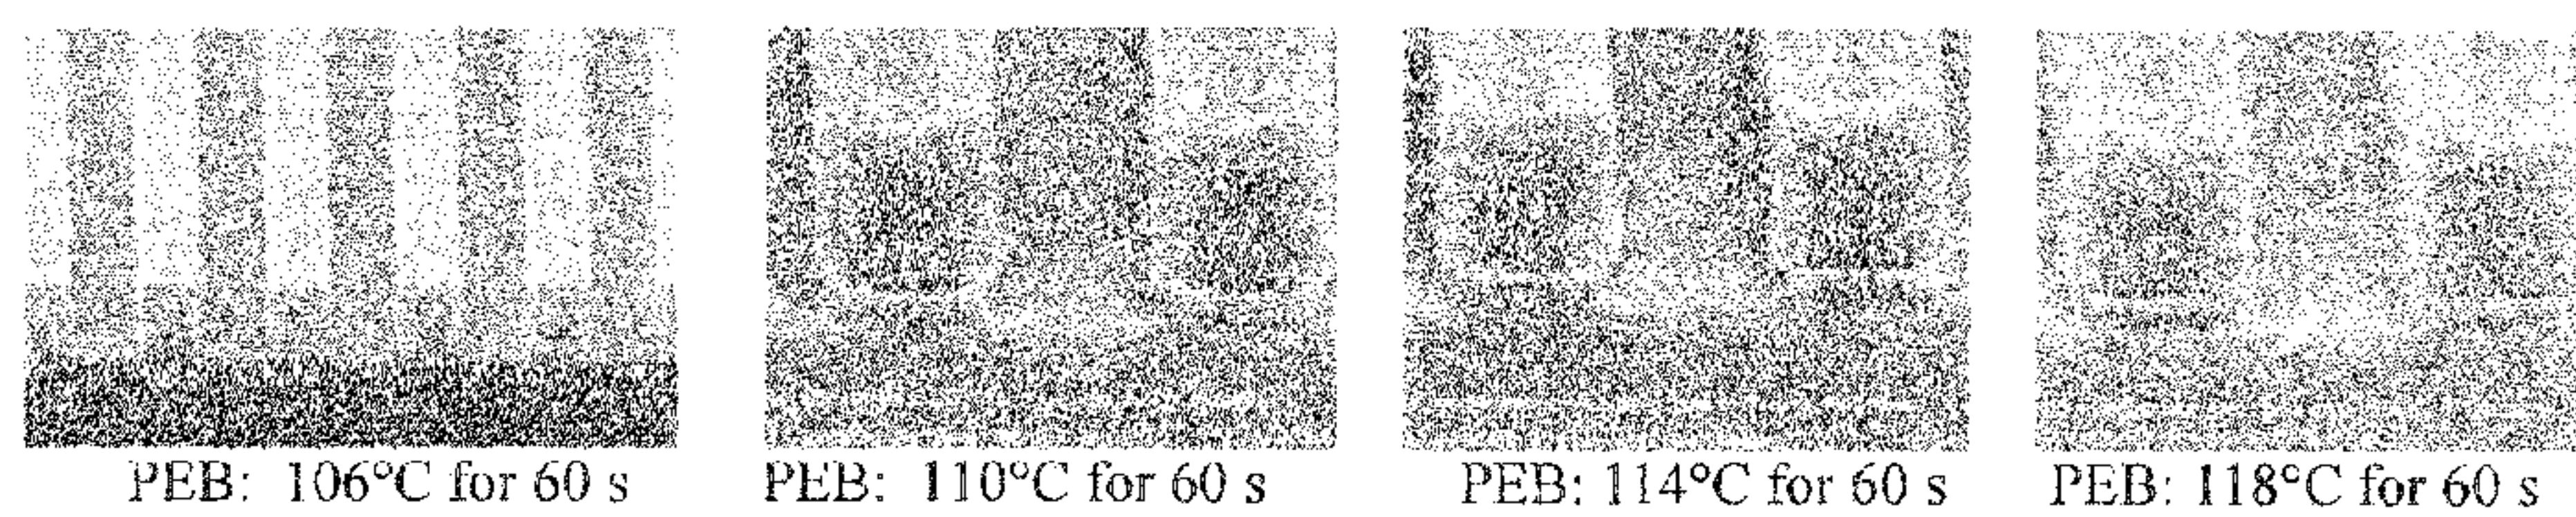 PEB: 106°C for 60 s
PEB: 110°C for 60 s
PEB: 114°C for 60 s
PEB: 118°C for 60 s